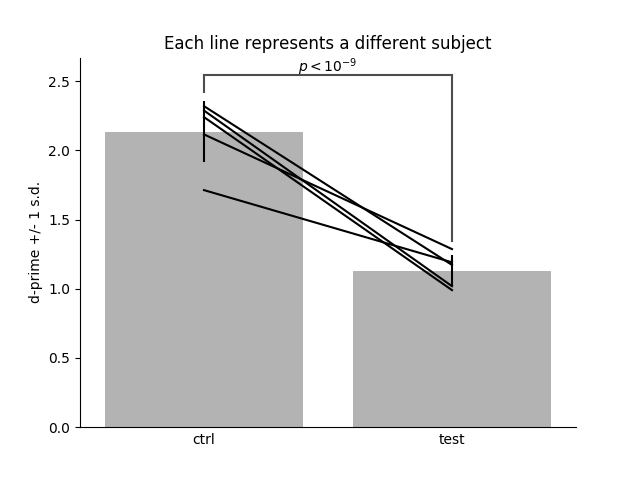 Each line represents a different subject
p < 10⁻⁹
d-prime +/- 1 s.d.
2.5
2.0
1.5
1.0
0.5
0.0
ctrl test